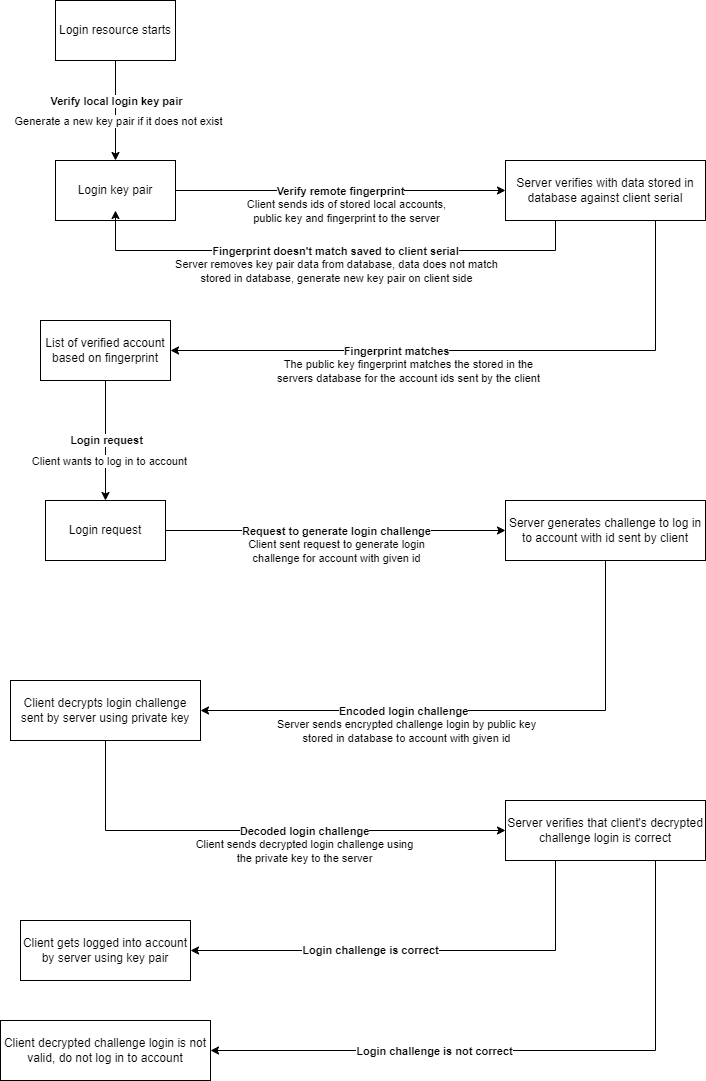 Login resource starts
Verify local login key pair
Generate a new key pair if it does not exist
Login key pair
Verify remote fingerprint
Client sends ids of stored local accounts,
public key and fingerprint to the server
Server verifies with data stored in
database against client serial
Fingerprint doesn't match saved to client serial
Server removes key pair data from database, data does not match
stored in database, generate new key pair on client side
List of verified account
based on fingerprint
Fingerprint matches
The public key fingerprint matches the stored in the
servers database for the account ids sent by the client
Login request
Client wants to log in to account
Login request
Request to generate login challenge
Client sent request to generate login
challenge for account with given id
Server generates challenge to log in
to account with id sent by client
Client decrypts login challenge
sent by server using private key
Encoded login challenge
Server sends encrypted challenge login by public key
stored in database to account with given id
Decoded login challenge
Client sends decrypted login challenge using
the private key to the server
Server verifies that client's decrypted
challenge login is correct
Client gets logged into account
by server using key pair
Login challenge is correct
Client decrypted challenge login is not
valid, do not log in to account
Login challenge is not correct